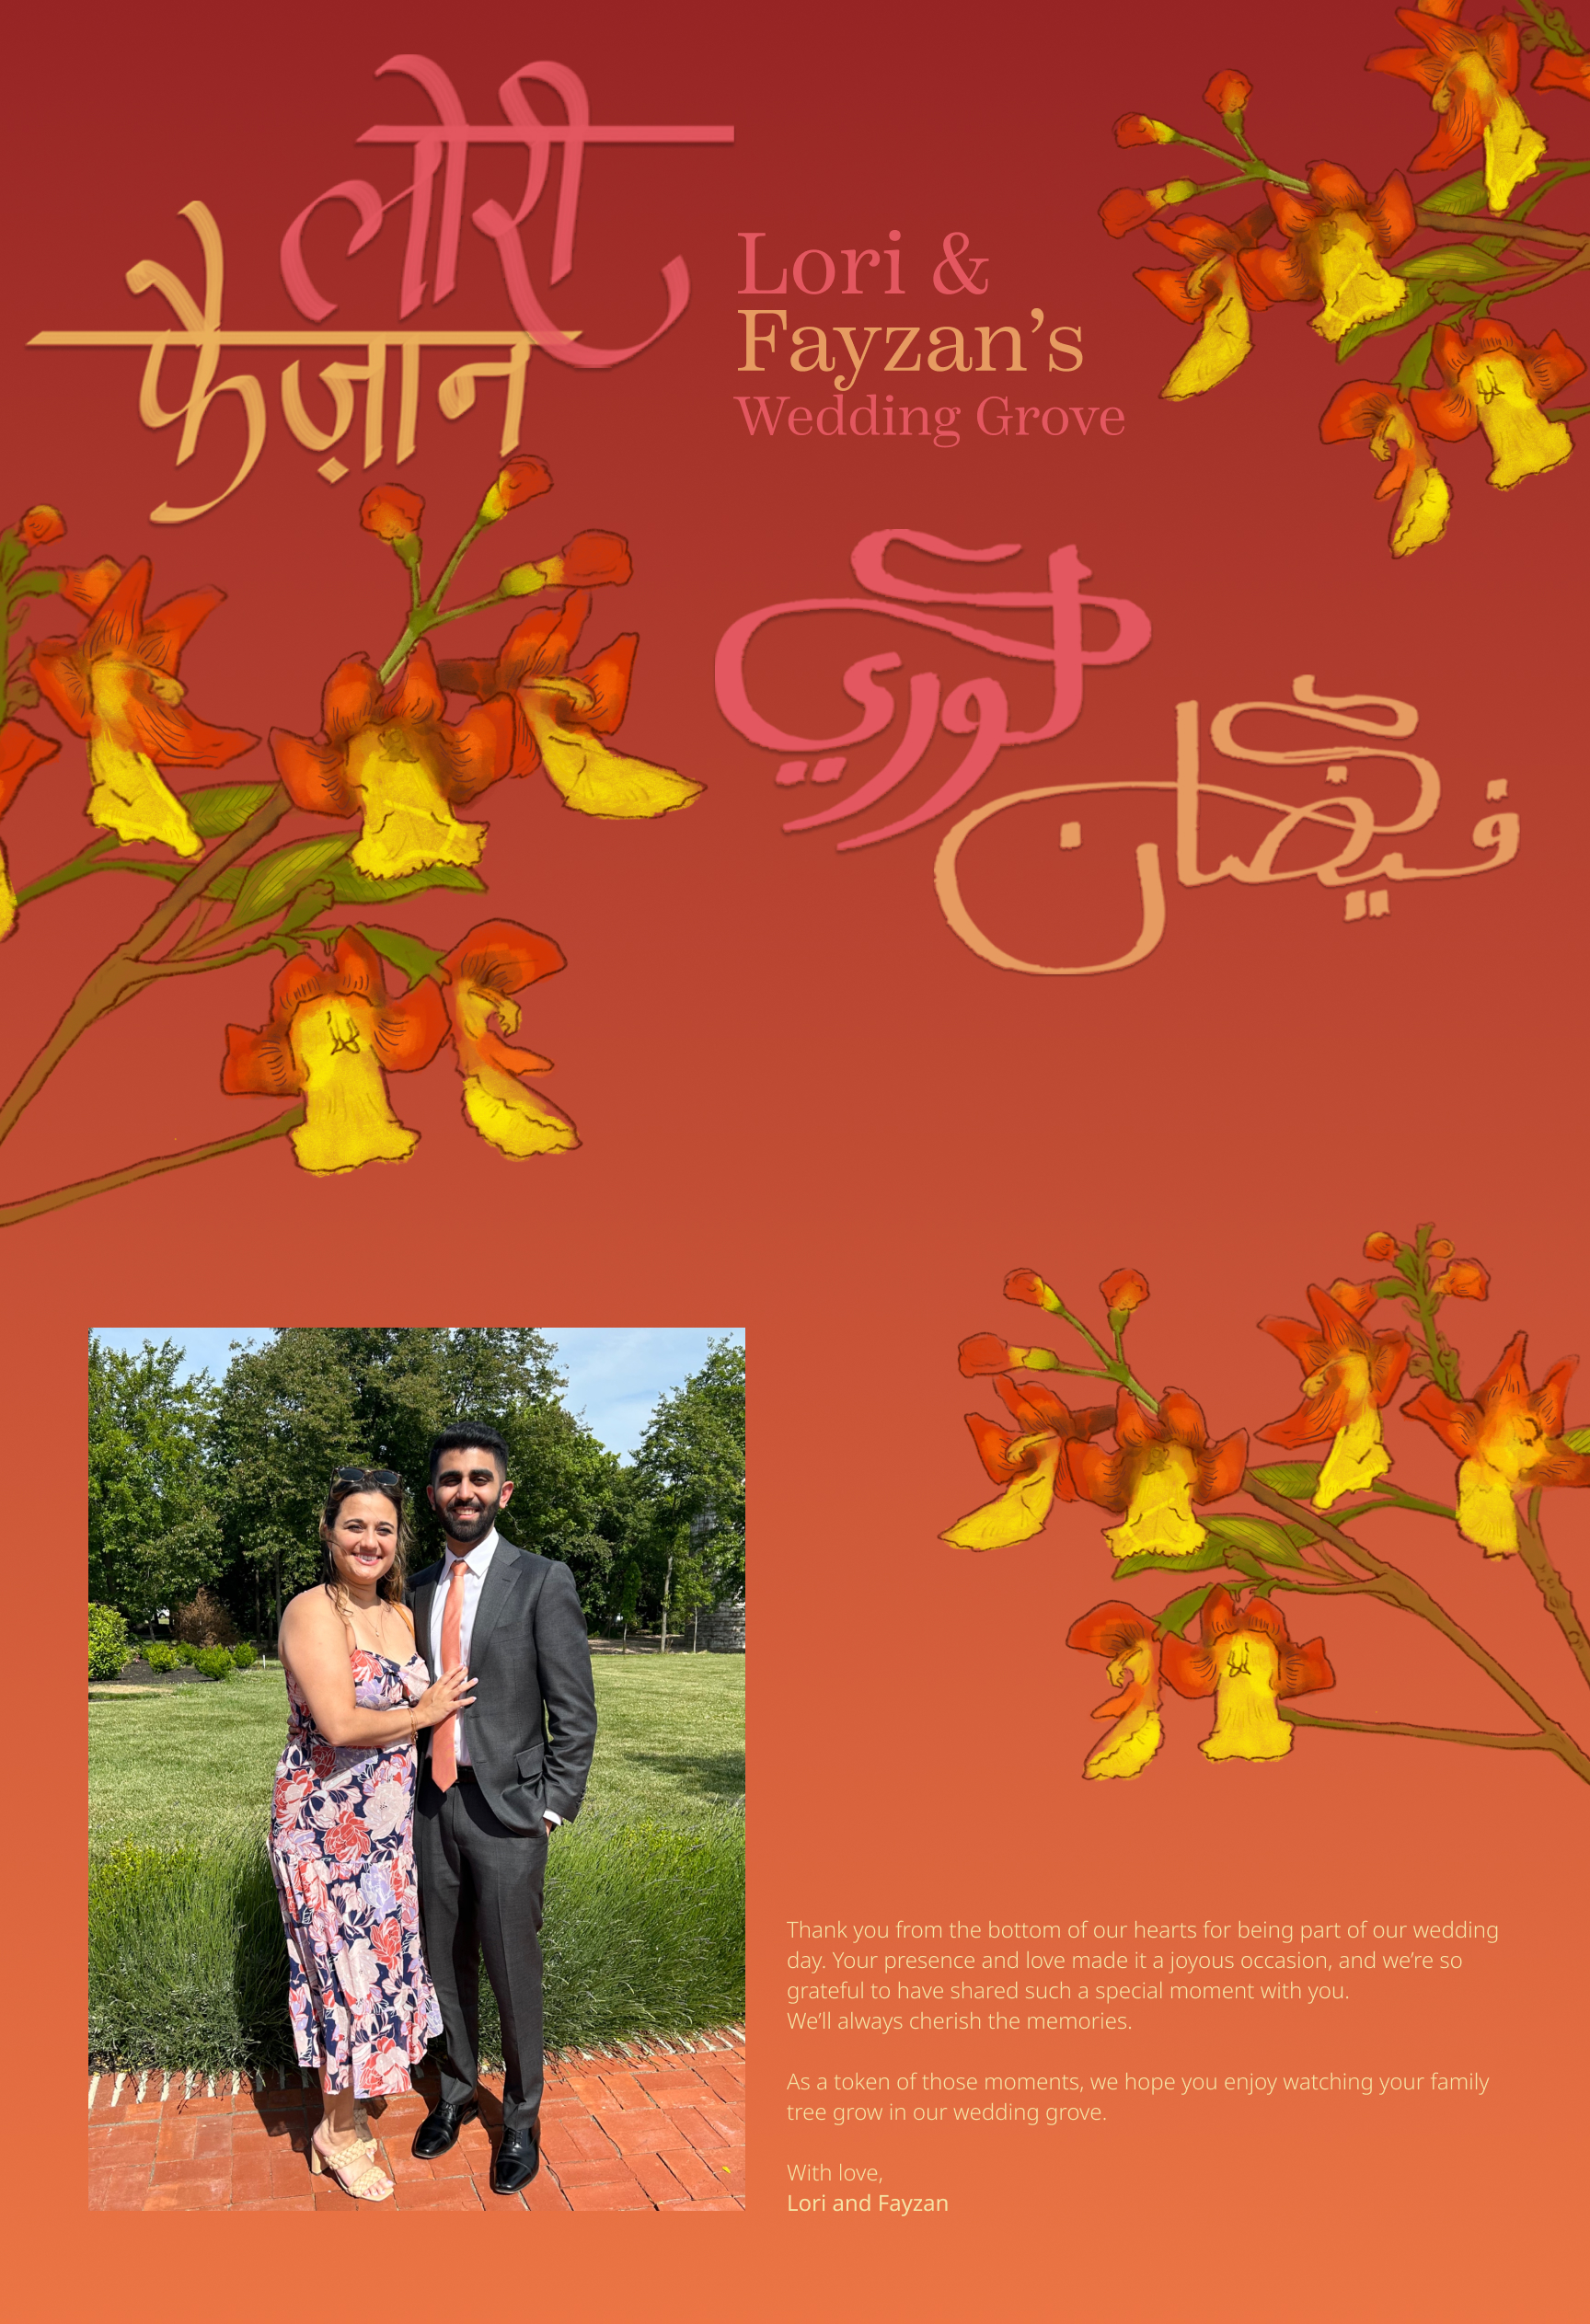 लोरी
फैज़ान
Lori &
Fayzan’s
Wedding Grove
لوري
فيضان
Thank you from the bottom of our hearts for being part of our wedding
day. Your presence and love made it a joyous occasion, and we’re so
grateful to have shared such a special moment with you.
We’ll always cherish the memories.
As a token of those moments, we hope you enjoy watching your family
tree grow in our wedding grove.
With love,
Lori and Fayzan